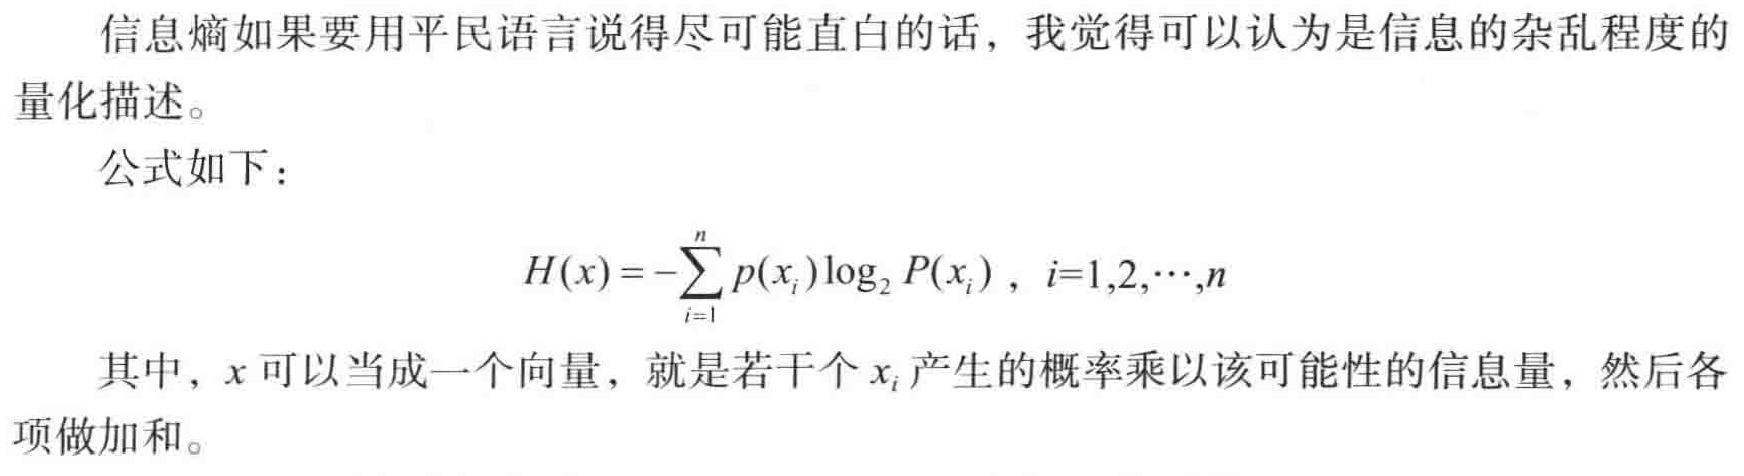 信息熵如果要用平民语言说得尽可能直白的话，我觉得可以认为是信息的杂乱程度的
量化描述。
公式如下：
$H(x) = -\sum_{i=1}^{n} p(x_i) \log_2 P(x_i)$ ，i=1,2,⋯,n
其中，x 可以当成一个向量，就是若干个 $x_i$ 产生的概率乘以该可能性的信息量，然后各
项做加和。